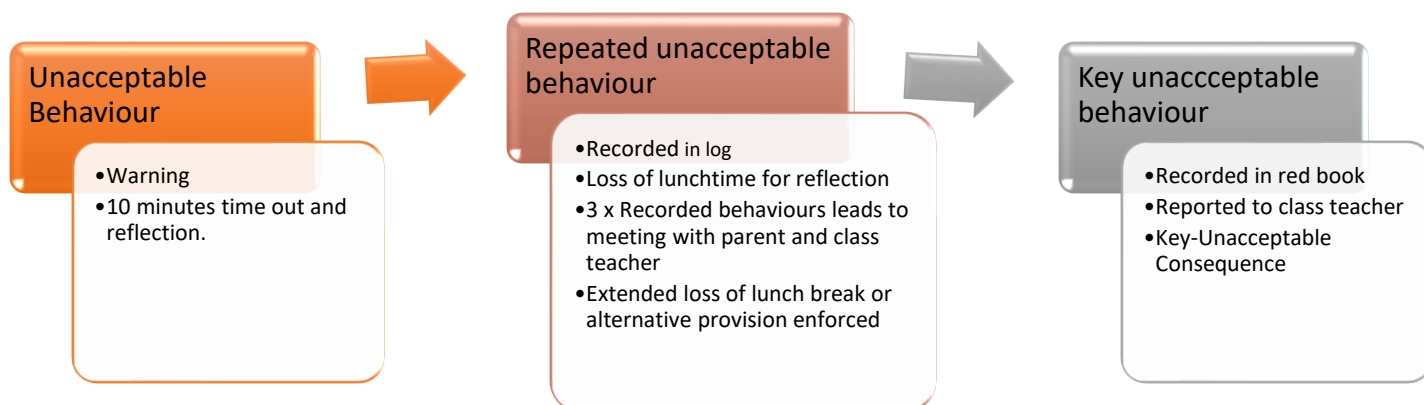 Unacceptable
Behaviour
•Warning
•10 minutes time out and
reflection.
Repeated unacceptable
behaviour
•Recorded in log
•Loss of lunchtime for reflection
•3 x Recorded behaviours leads to
meeting with parent and class
teacher
•Extended loss of lunch break or
alternative provision enforced
Key unaccceptable
behaviour
•Recorded in red book
•Reported to class teacher
•Key-Unacceptable
Consequence